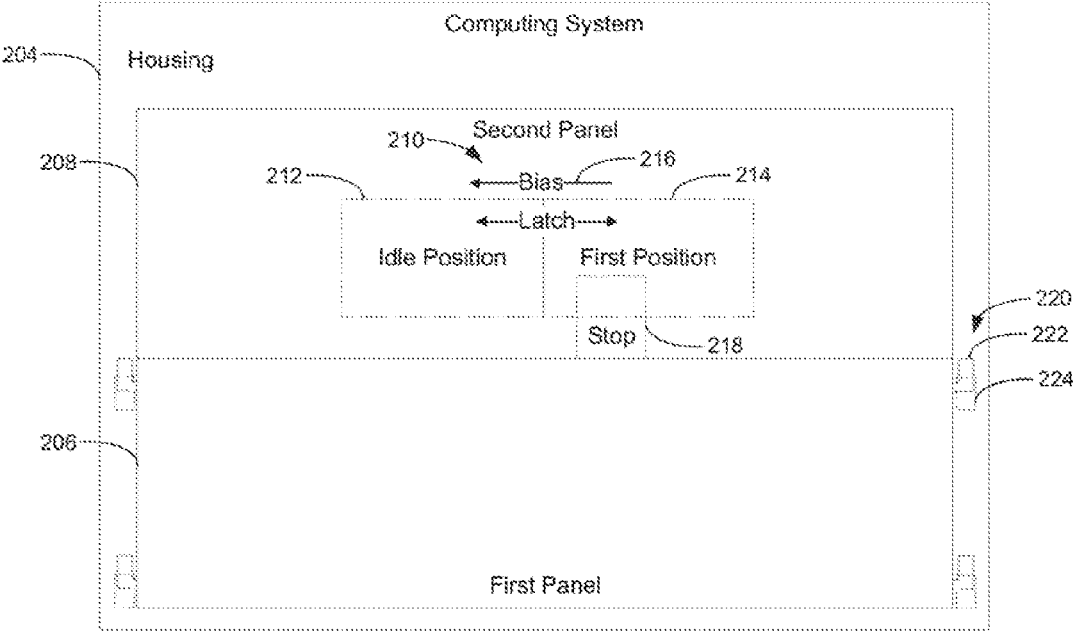 Computing System
204
Housing
Second Panel
208
210
216
212
Bias
214
Latch
Idle Position
First Position
220
Stop
218
222
224
206
First Panel